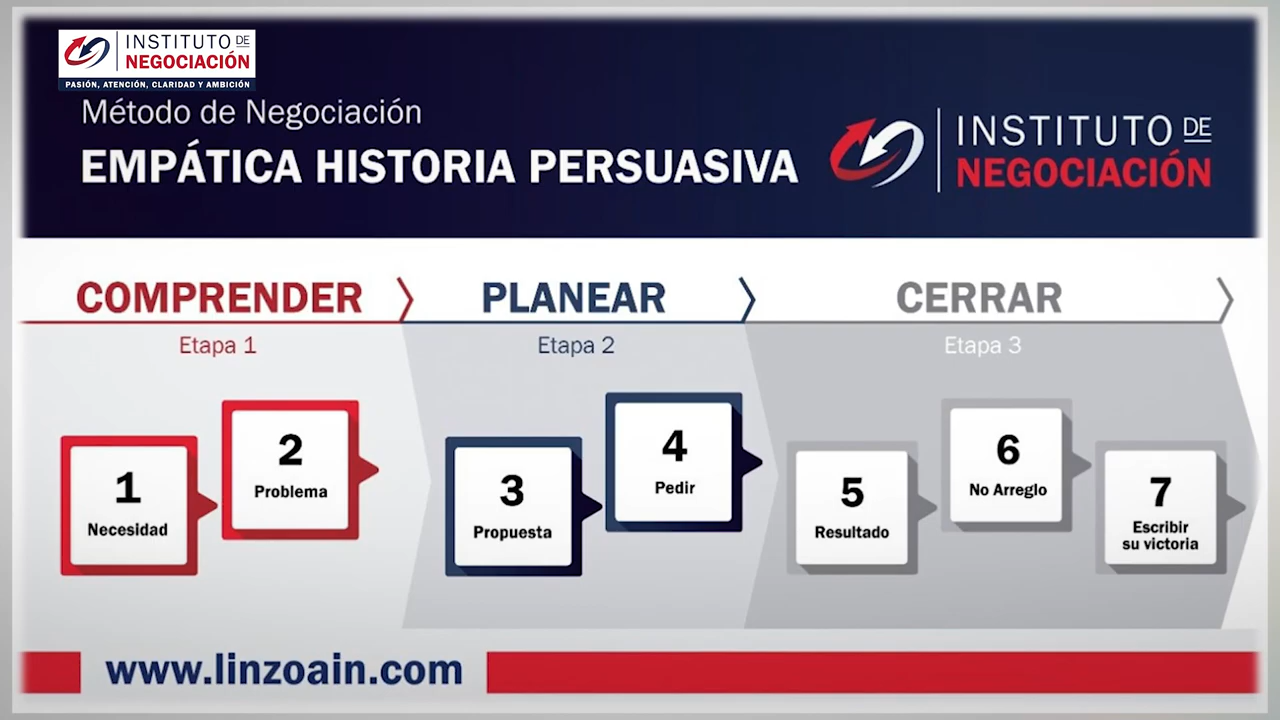 INSTITUTO DE
NEGOCIACIÓN
PASIÓN, ATENCIÓN, CLARIDAD Y AMBICIÓN
Método de Negociación
EMPÁTICA HISTORIA PERSUASIVA
INSTITUTO DE
NEGOCIACIÓN
COMPRENDER
Etapa 1
PLANEAR
Etapa 2
CERRAR
Etapa 3
1
Necesidad
2
Problema
3
Propuesta
4
Pedir
5
Resultado
6
No Arreglo
7
Escribir
su victoria
www.linzoain.com